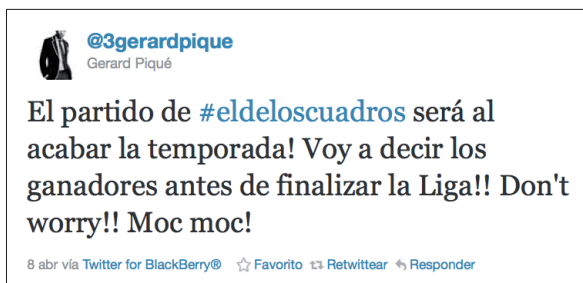 @3gerardpique
Gerard Piqué
El partido de #eldeloscuadros será al
acabar la temporada! Voy a decir los
ganadores antes de finalizar la Liga!! Don't
worry!! Moc moc!
8 abr vía Twitter for BlackBerry® Favorito Retwittear Responder